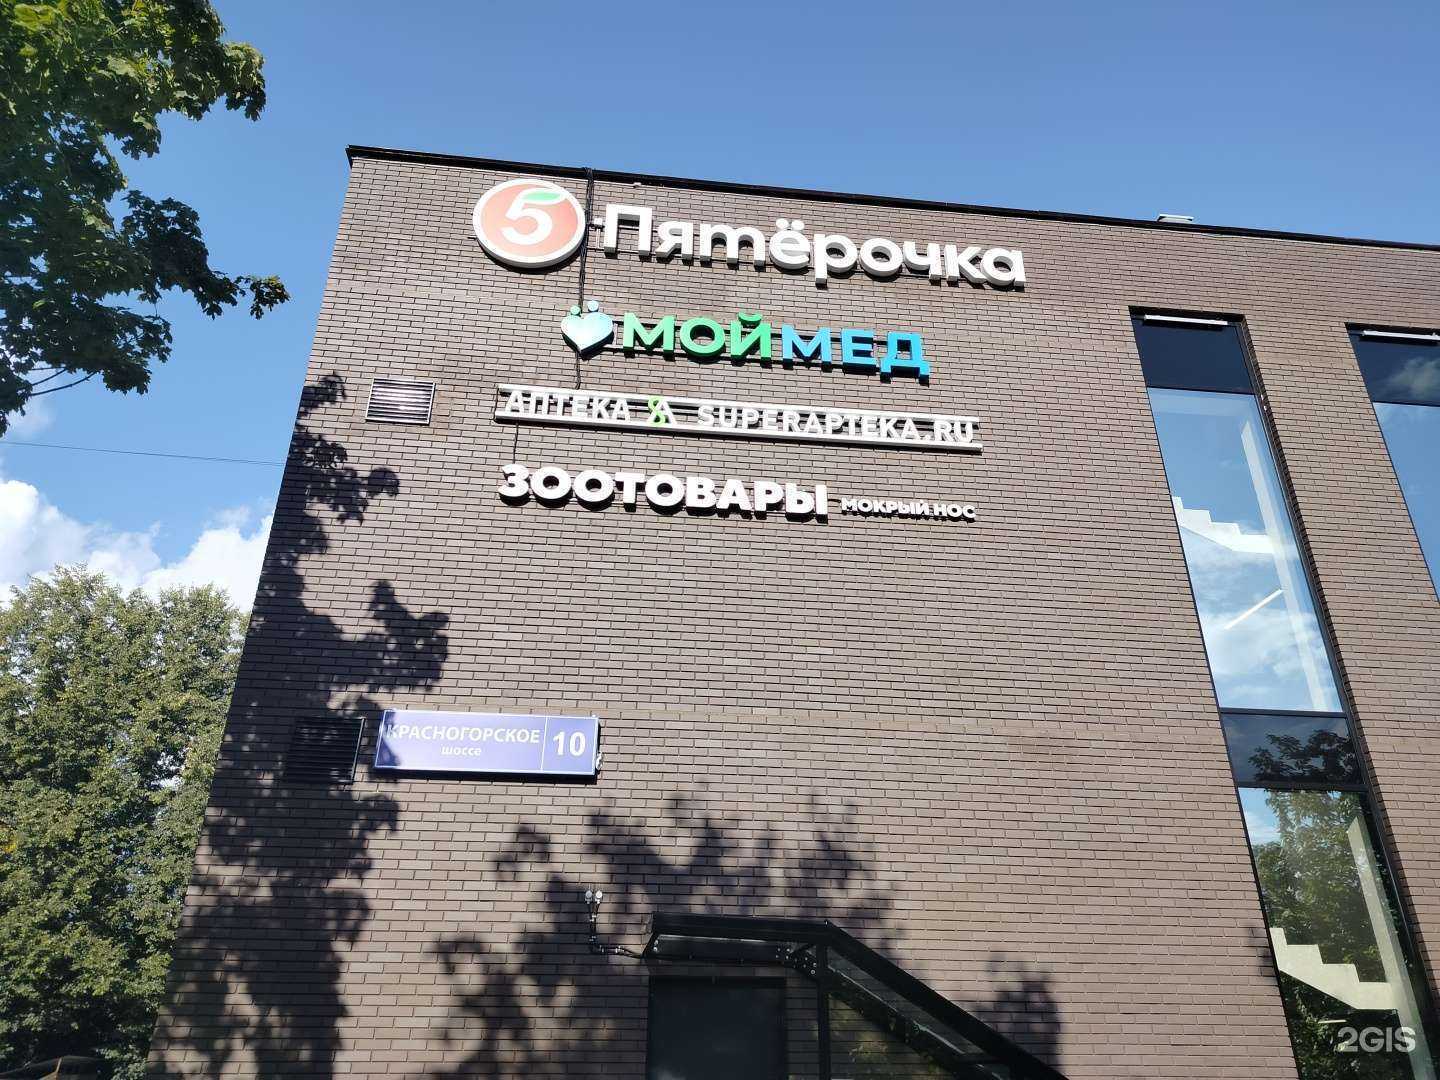 5 Пятёрочка
МОЙМЕД
АПТЕКА SUPERAPTEKA.RU
ЗООТОВАРЫ МОКРЫЙ НОС
КРАСНОГОРСКОЕ
шоссе
10
2GIS